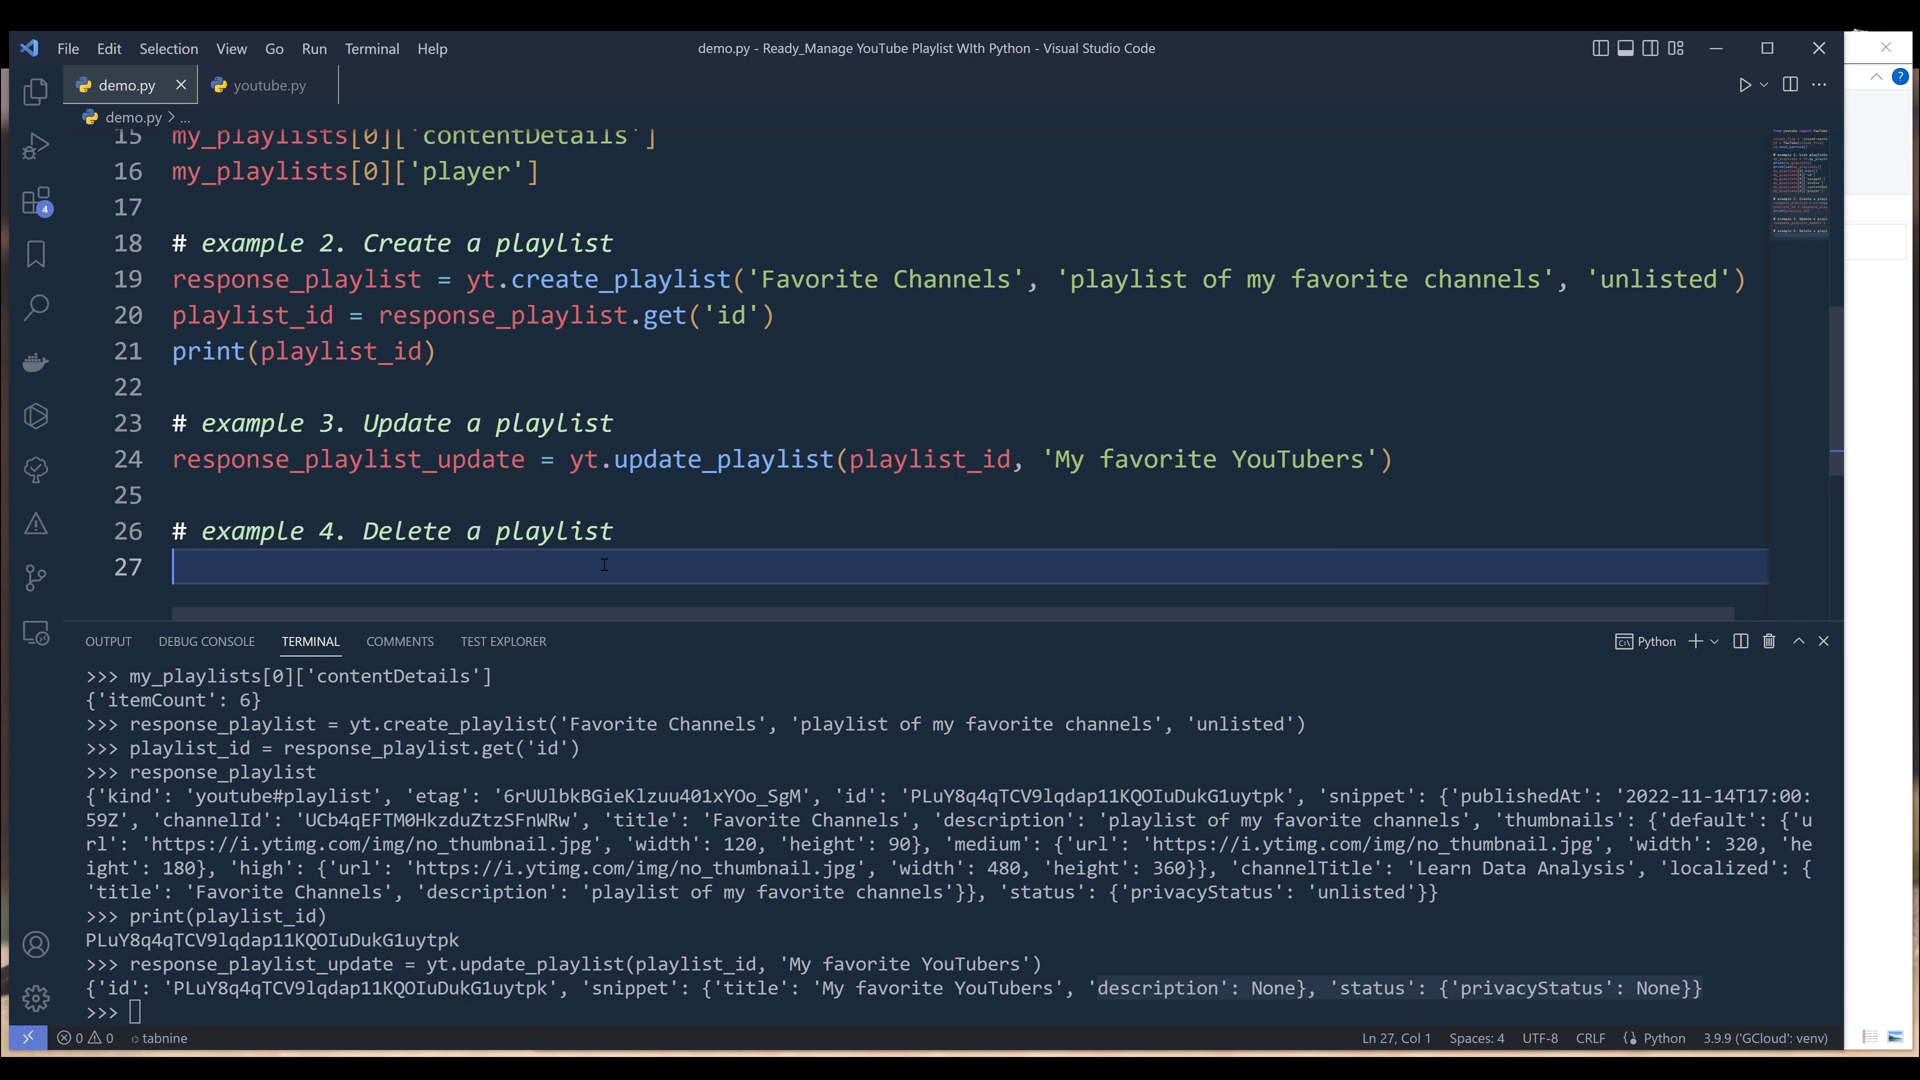 File Edit Selection View Go Run Terminal Help
demo.py - Ready_Manage YouTube Playlist WIth Python - Visual Studio Code
demo.py youtube.py
demo.py > ...
15 my_playlists[0]['contentDetails']
16 my_playlists[0]['player']
17
18 # example 2. Create a playlist
19 response_playlist = yt.create_playlist('Favorite Channels', 'playlist of my favorite channels', 'unlisted')
20 playlist_id = response_playlist.get('id')
21 print(playlist_id)
22
23 # example 3. Update a playlist
24 response_playlist_update = yt.update_playlist(playlist_id, 'My favorite YouTubers')
25
26 # example 4. Delete a playlist
27
4
OUTPUT DEBUG CONSOLE TERMINAL COMMENTS TEST EXPLORER
Python
>>> my_playlists[0]['contentDetails']
{'itemCount': 6}
>>> response_playlist = yt.create_playlist('Favorite Channels', 'playlist of my favorite channels', 'unlisted')
>>> playlist_id = response_playlist.get('id')
>>> response_playlist
{'kind': 'youtube#playlist', 'etag': '6rUUlbkBGieKlzuu401xYOo_SgM', 'id': 'PLuY8q4qTCV9lqdap11KQOIuDukG1uytpk', 'snippet': {'publishedAt': '2022-11-14T17:00:
59Z', 'channelId': 'UCb4qEFTM0HkzduZtzSFnWRw', 'title': 'Favorite Channels', 'description': 'playlist of my favorite channels', 'thumbnails': {'default': {'u
rl': 'https://i.ytimg.com/img/no_thumbnail.jpg', 'width': 120, 'height': 90}, 'medium': {'url': 'https://i.ytimg.com/img/no_thumbnail.jpg', 'width': 320, 'he
ight': 180}, 'high': {'url': 'https://i.ytimg.com/img/no_thumbnail.jpg', 'width': 480, 'height': 360}}, 'channelTitle': 'Learn Data Analysis', 'localized': {
'title': 'Favorite Channels', 'description': 'playlist of my favorite channels'}}, 'status': {'privacyStatus': 'unlisted'}}
>>> print(playlist_id)
PLuY8q4qTCV9lqdap11KQOIuDukG1uytpk
>>> response_playlist_update = yt.update_playlist(playlist_id, 'My favorite YouTubers')
{'id': 'PLuY8q4qTCV9lqdap11KQOIuDukG1uytpk', 'snippet': {'title': 'My favorite YouTubers', 'description': None}, 'status': {'privacyStatus': None}}
>>>
0 0 tabnine Ln 27, Col 1 Spaces: 4 UTF-8 CRLF Python 3.9.9 ('GCloud': venv)